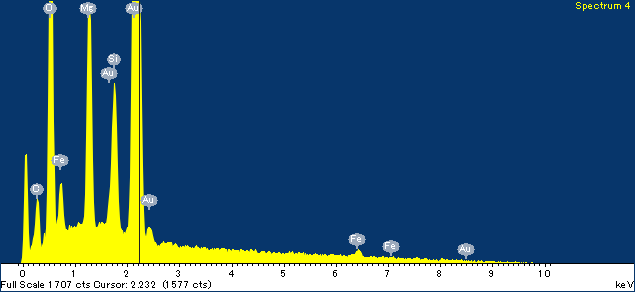 Spectrum 4
O Mg Au
Si
Au
Fe
O
Au
Fe Fe Au
0 1 2 3 4 5 6 7 8 9 10
Full Scale 1707 cts Cursor: 2.232 (1577 cts) keV